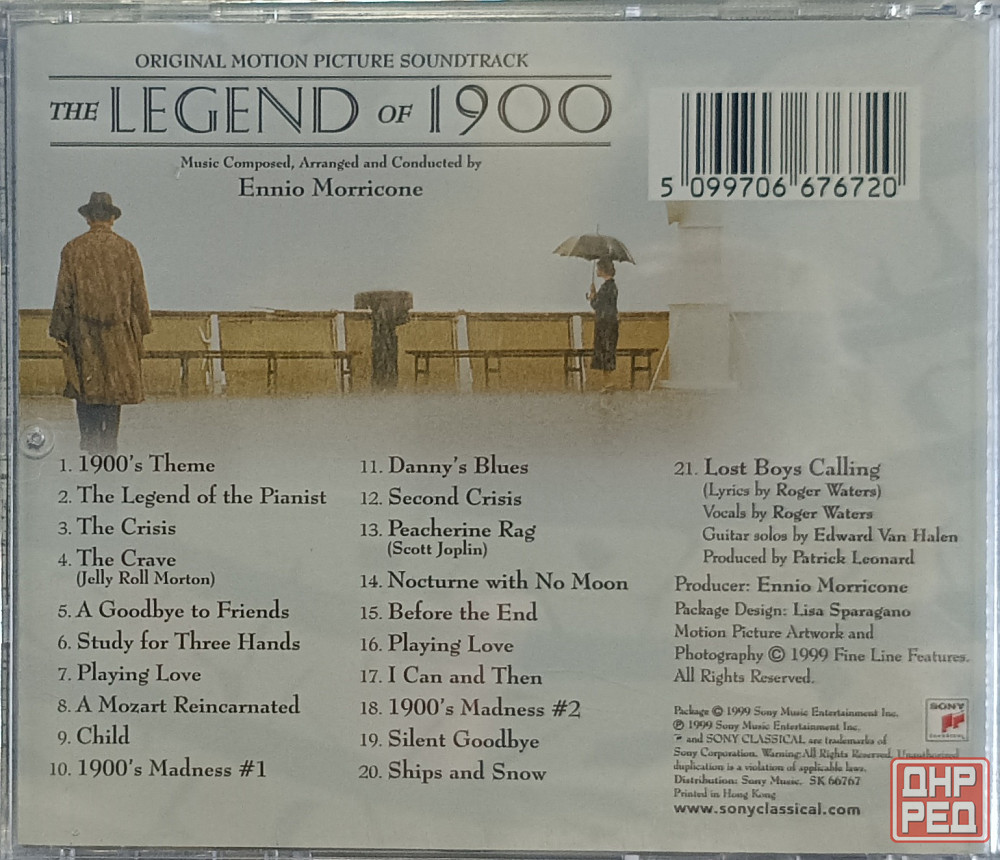 ORIGINAL MOTION PICTURE SOUNDTRACK
THE LEGEND OF 1900
Music Composed, Arranged and Conducted by
Ennio Morricone
5 099706 676720
1. 1900's Theme
2. The Legend of the Pianist
3. The Crisis
4. The Crave
(Jelly Roll Morton)
5. A Goodbye to Friends
6. Study for Three Hands
7. Playing Love
8. A Mozart Reincarnated
9. Child
10. 1900's Madness #1
11. Danny's Blues
12. Second Crisis
13. Peacherine Rag
(Scott Joplin)
14. Nocturne with No Moon
15. Before the End
16. Playing Love
17. I Can and Then
18. 1900's Madness #2
19. Silent Goodbye
20. Ships and Snow
21. Lost Boys Calling
(Lyrics by Roger Waters)
Vocals by Roger Waters
Guitar solos by Edward Van Halen
Produced by Patrick Leonard
Producer: Ennio Morricone
Package Design: Lisa Sparagano
Motion Picture Artwork and
Photography © 1999 Fine Line Features.
All Rights Reserved.
Package © 1999 Sony Music Entertainment Inc.
℗ 1999 Sony Music Entertainment Inc.
and SONY CLASSICAL are trademarks of
Sony Corporation. Warning: All Rights Reserved. Unauthorized
duplication is a violation of applicable laws.
Distribution: Sony Music. SK 66767
Printed in Hong Kong
www.sonyclassical.com
SONY
CLASSICAL
ДНР
РЕД